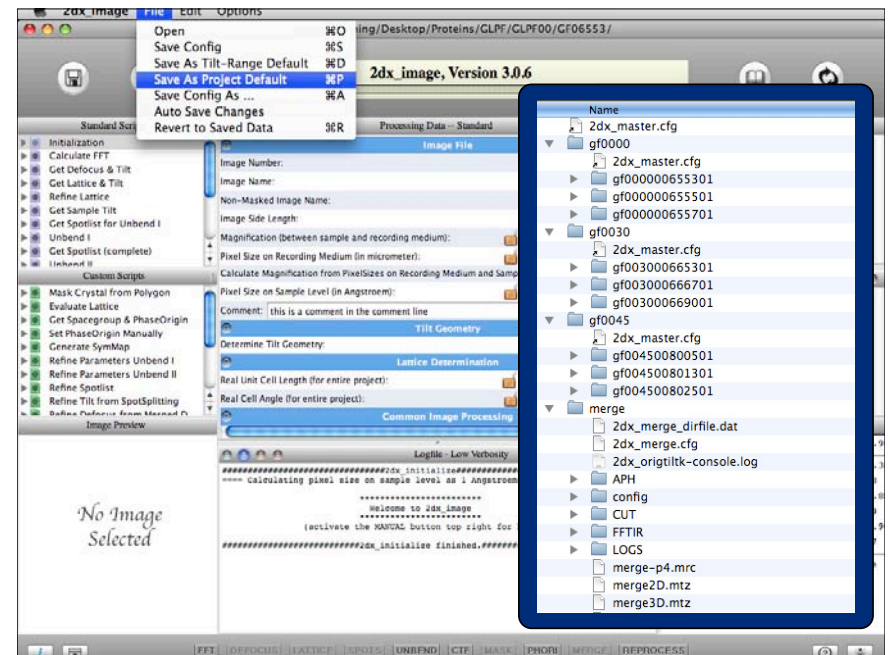 2dx_image File Edit Options
ning/Desktop/Proteins/GLPF/GLPF00/GF06553/
Open ⌘O
Save Config ⌘S
Save As Tilt-Range Default ⌘D
Save As Project Default ⌘P
Save Config As ... ⌘A
Auto Save Changes
Revert to Saved Data ⌘R
2dx_image, Version 3.0.6
Standard Scri
Initialization
Calculate FFT
Get Defocus & Tilt
Get Lattice & Tilt
Refine Lattice
Get Sample Tilt
Get Spotlist for Unbend I
Unbend I
Get Spotlist (complete)
Unbend II
Custom Scripts
Mask Crystal from Polygon
Evaluate Lattice
Get Spacegroup & PhaseOrigin
Set PhaseOrigin Manually
Generate SymMap
Refine Parameters Unbend I
Refine Parameters Unbend II
Refine Spotlist
Refine Tilt from SpotSplitting
Refine Defocus from Merged D
Image Preview
No Image
Selected
Processing Data -- Standard
Image File
Image Number:
Image Name:
Non-Masked Image Name:
Image Side Length:
Magnification (between sample and recording medium):
Pixel Size on Recording Medium (in micrometer):
Calculate Magnification from PixelSizes on Recording Medium and Samp
Pixel Size on Sample Level (in Angstroem):
Comment: this is a comment in the comment line
Tilt Geometry
Determine Tilt Geometry:
Lattice Determination
Real Unit Cell Length (for entire project):
Real Cell Angle (for entire project):
Common Image Processing
Logfile - Low Verbosity
################################2dx_initialize########
==== Calculating pixel size on sample level as 1 Angstroem
************************
Welcome to 2dx_image
************************
(activate the MANUAL button top right for
###########################2dx_initialize finished.#######
Name
2dx_master.cfg
gf0000
2dx_master.cfg
gf000000655301
gf000000655501
gf000000655701
gf0030
2dx_master.cfg
gf003000665301
gf003000666701
gf003000669001
gf0045
2dx_master.cfg
gf004500800501
gf004500801301
gf004500802501
merge
2dx_merge_dirfile.dat
2dx_merge.cfg
2dx_origtiltk-console.log
APH
config
CUT
FFTIR
LOGS
merge-p4.mrc
merge2D.mtz
merge3D.mtz
FFT DEFOCUS LATTICE SPOTS UNBEND CTF MASK PHORI MERGE REPROCESS